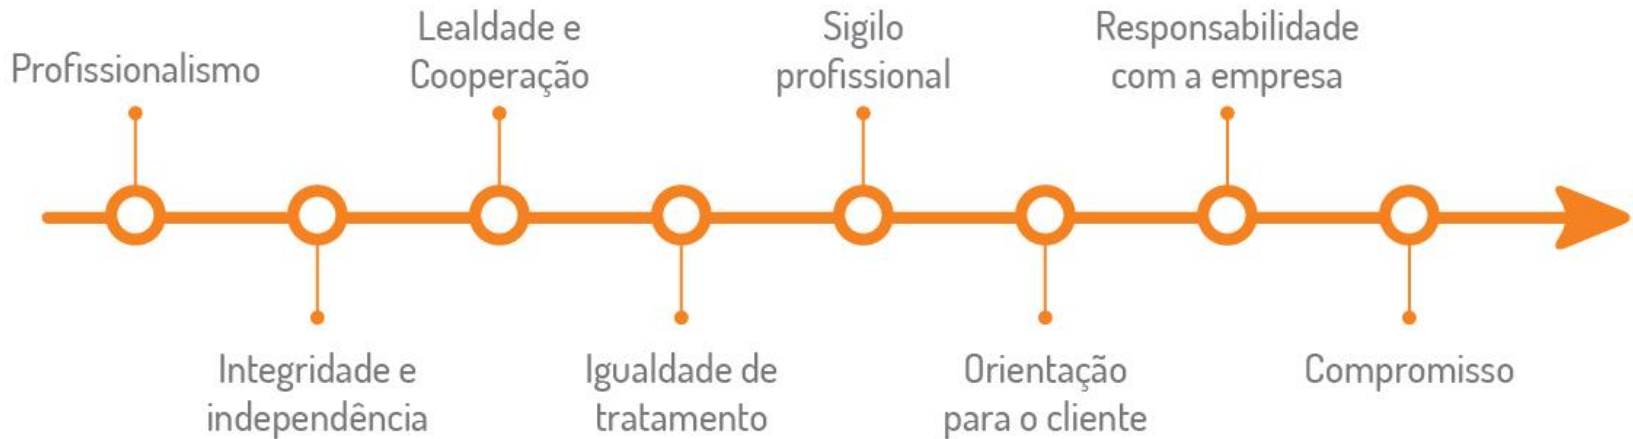 Profissionalismo
Lealdade e
Cooperação
Sigilo
profissional
Responsabilidade
com a empresa
Integridade e
independência
Igualdade de
tratamento
Orientação
para o cliente
Compromisso